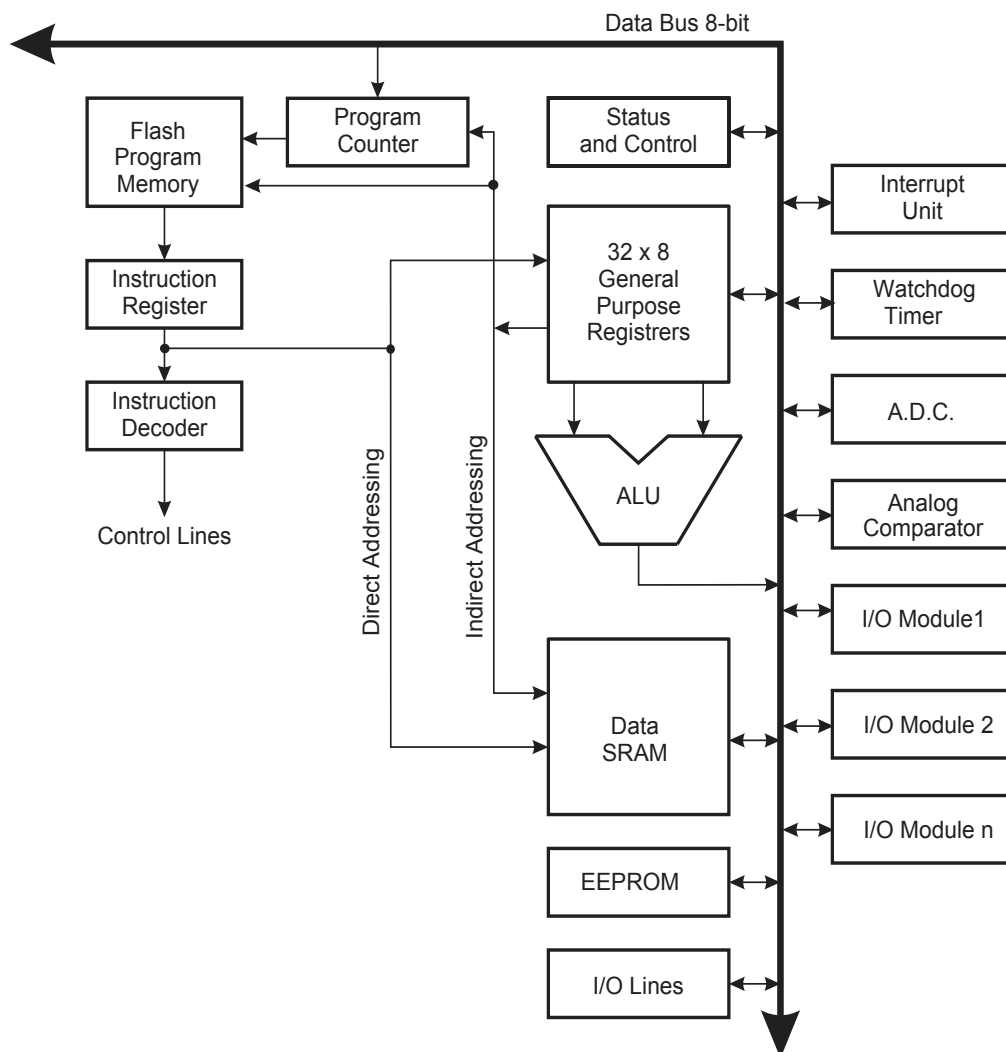 Data Bus 8-bit
Flash
Program
Memory
Program
Counter
Status
and Control
Interrupt
Unit
32 x 8
General
Purpose
Registrers
Instruction
Register
Watchdog
Timer
Instruction
Decoder
A.D.C.
Control Lines
Direct Addressing
Indirect Addressing
ALU
Analog
Comparator
I/O Module1
Data
SRAM
I/O Module 2
I/O Module n
EEPROM
I/O Lines